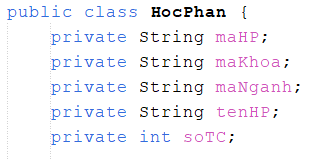 public class HocPhan {
    private String maHP;
    private String maKhoa;
    private String maNganh;
    private String tenHP;
    private int soTC;